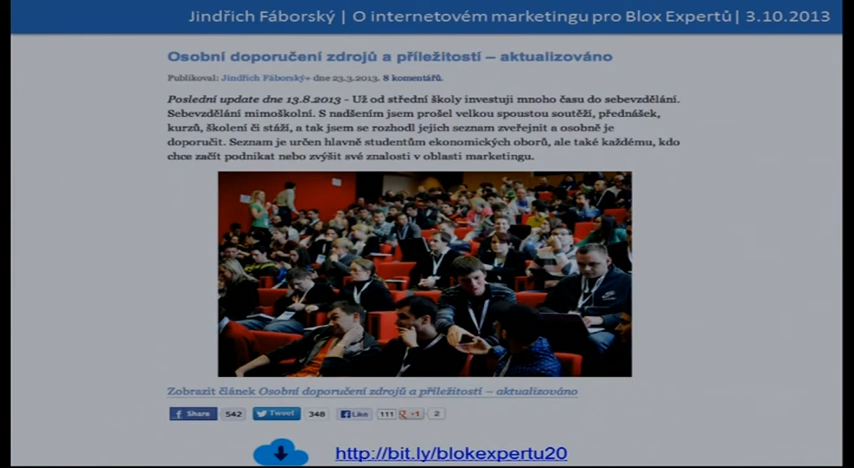 Jindřich Fáborský | O internetovém marketingu pro Blox Expertů| 3.10.2013
Osobní doporučení zdrojů a příležitostí – aktualizováno
Publikoval: Jindřich Fáborský+ dne 23.3.2013. 8 komentářů.
Poslední update dne 13.8.2013 - Už od střední školy investuji mnoho času do sebevzdělání.
Sebevzdělání mimoškolní. S nadšením jsem prošel velkou spoustou soutěží, přednášek,
kurzů, školení či stáží, a tak jsem se rozhodl jejich seznam zveřejnit a osobně je
doporučit. Seznam je určen hlavně studentům ekonomických oborů, ale také každému, kdo
chce začít podnikat nebo zvýšit své znalosti v oblasti marketingu.
Zobrazit článek Osobní doporučení zdrojů a příležitostí – aktualizováno
f Share 542 Tweet 348 Like 111 g +1 2
http://bit.ly/blokexpertu20